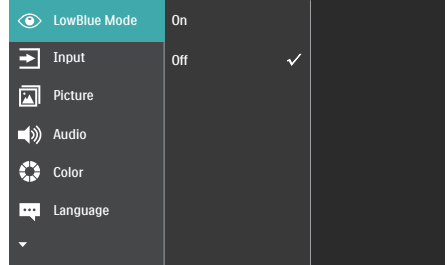 LowBlue Mode
On
Input
Off
Picture
Audio
Color
Language